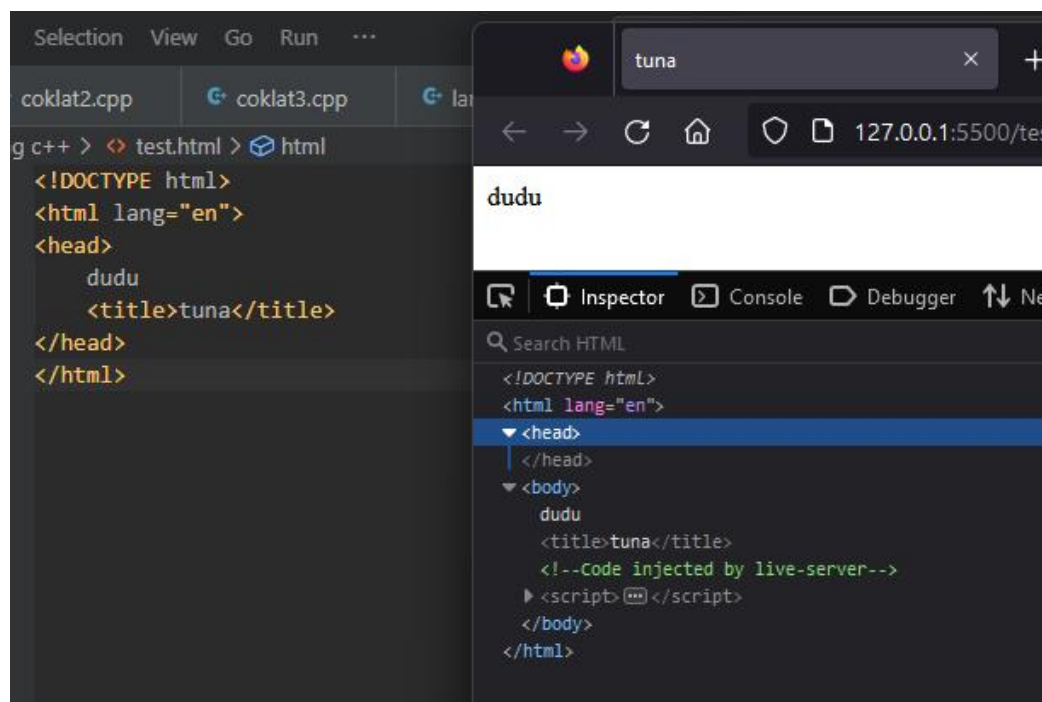 Selection View Go Run ...
coklat2.cpp coklat3.cpp
g c++ > test.html > html
<!DOCTYPE html>
<html lang="en">
<head>
dudu
<title>tuna</title>
</head>
</html>
tuna
127.0.0.1:5500/te
dudu
Inspector Console Debugger Ne
Search HTML
<!DOCTYPE html>
<html lang="en">
<head>
</head>
<body>
dudu
<title>tuna</title>
<!--Code injected by live-server-->
<script>...</script>
</body>
</html>